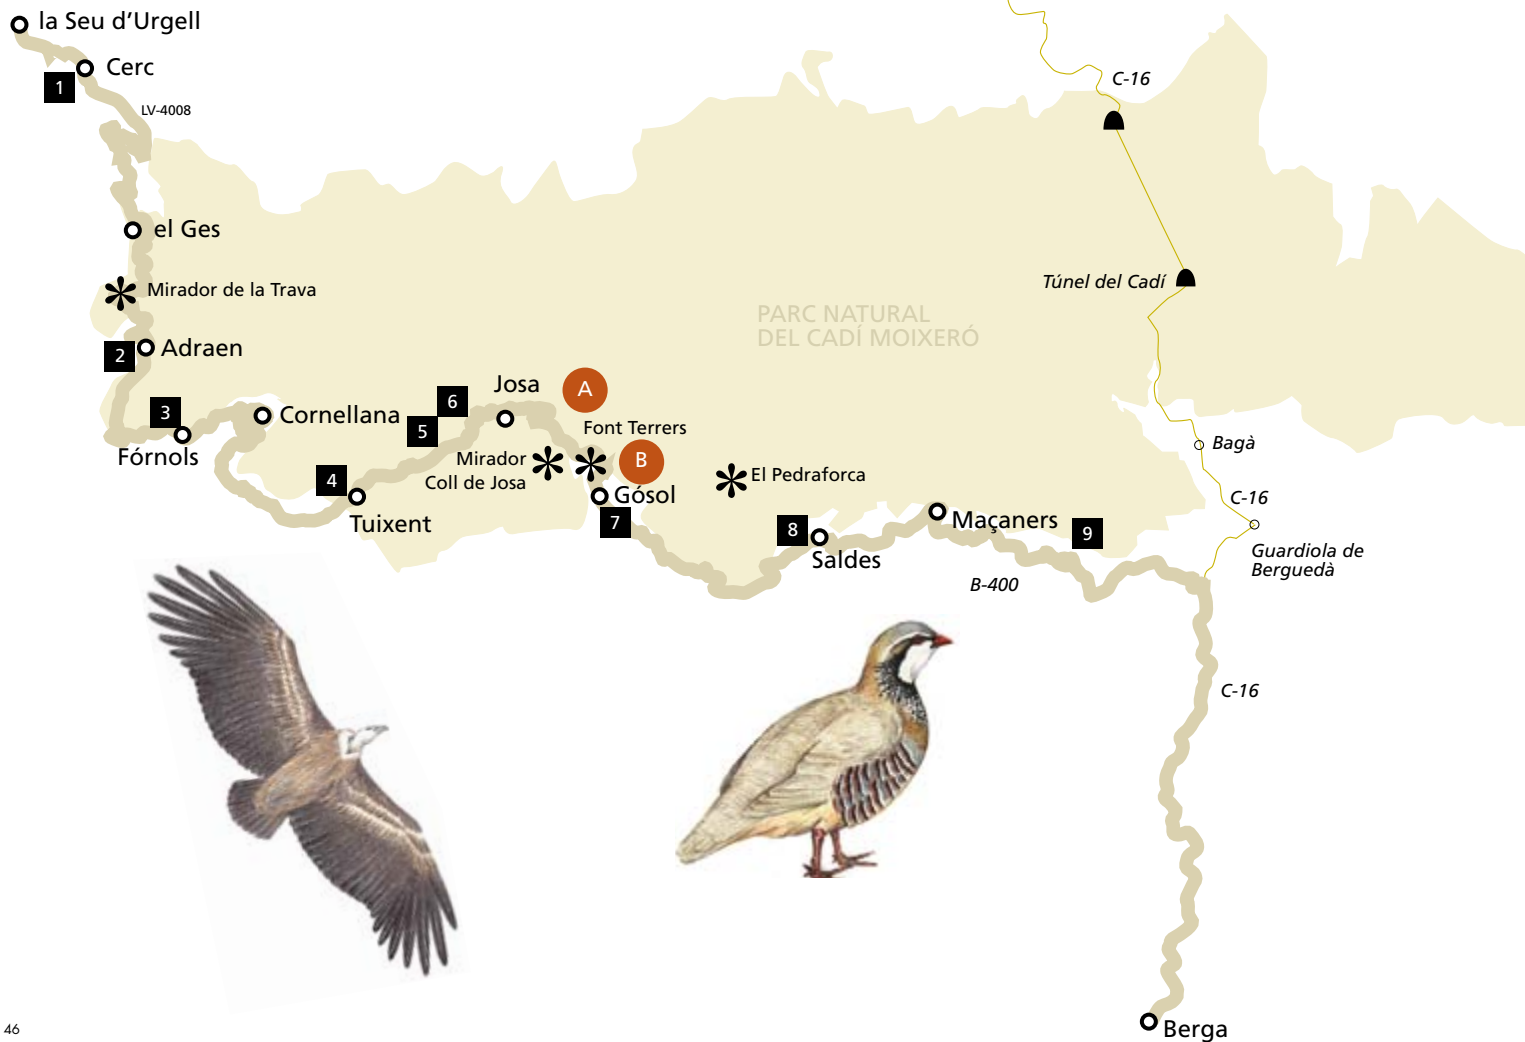 la Seu d'Urgell
Cerc
1
LV-4008
C-16
el Ges
Mirador de la Trava
Túnel del Cadí
PARC NATURAL
DEL CADÍ MOIXERÓ
2
Adraen
Josa
A
3
Cornellana
6
5
Font Terrers
Fórnols
Mirador
Coll de Josa
B
El Pedraforca
Bagà
4
Tuixent
Gósol
7
C-16
8
Saldes
Maçaners
9
Guardiola de
Berguedà
B-400
C-16
Berga
46